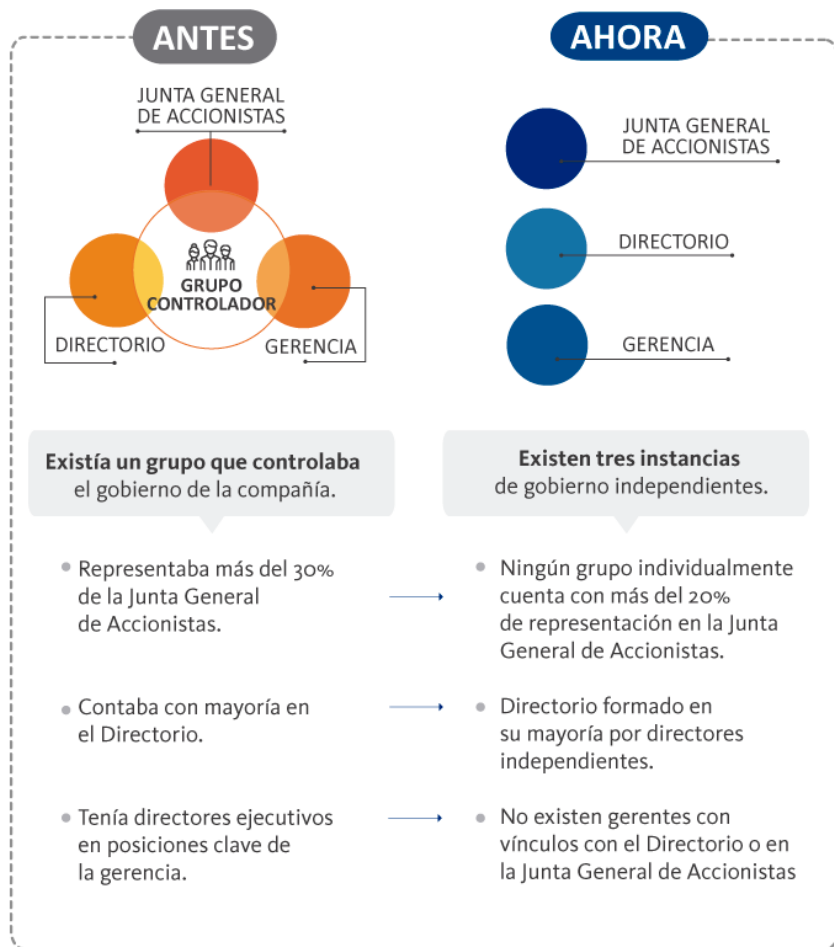 ANTES
JUNTA GENERAL
DE ACCIONISTAS
GRUPO
CONTROLADOR
DIRECTORIO
GERENCIA
Existía un grupo que controlaba
el gobierno de la compañía.
Representaba más del 30%
de la Junta General
de Accionistas.
Contaba con mayoría en
el Directorio.
Tenía directores ejecutivos
en posiciones clave de
la gerencia.
AHORA
JUNTA GENERAL
DE ACCIONISTAS
DIRECTORIO
GERENCIA
Existen tres instancias
de gobierno independientes.
Ningún grupo individualmente
cuenta con más del 20%
de representación en la Junta
General de Accionistas.
Directorio formado en
su mayoría por directores
independientes.
No existen gerentes con
vínculos con el Directorio o en
la Junta General de Accionistas